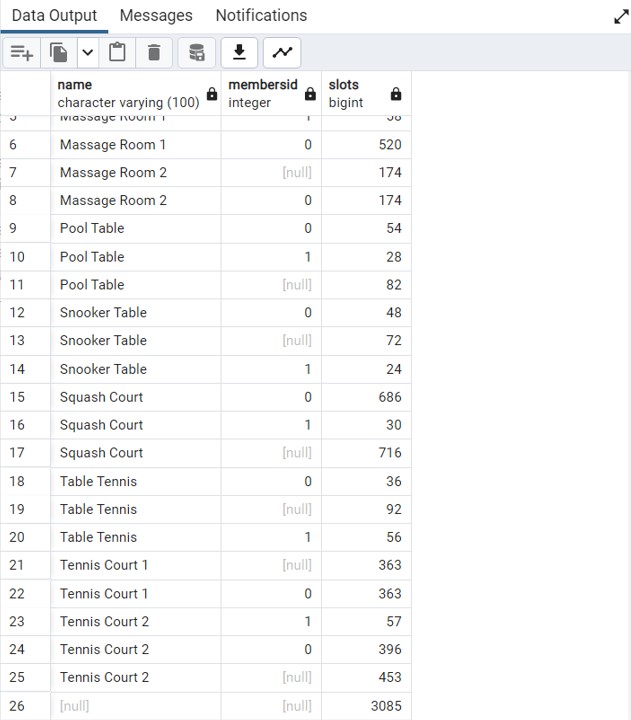 Data Output Messages Notifications
name membersid slots
character varying (100) integer bigint
5 Massage Room 1 1 58
6 Massage Room 1 0 520
7 Massage Room 2 [null] 174
8 Massage Room 2 0 174
9 Pool Table 0 54
10 Pool Table 1 28
11 Pool Table [null] 82
12 Snooker Table 0 48
13 Snooker Table [null] 72
14 Snooker Table 1 24
15 Squash Court 0 686
16 Squash Court 1 30
17 Squash Court [null] 716
18 Table Tennis 0 36
19 Table Tennis [null] 92
20 Table Tennis 1 56
21 Tennis Court 1 [null] 363
22 Tennis Court 1 0 363
23 Tennis Court 2 1 57
24 Tennis Court 2 0 396
25 Tennis Court 2 [null] 453
26 [null] [null] 3085